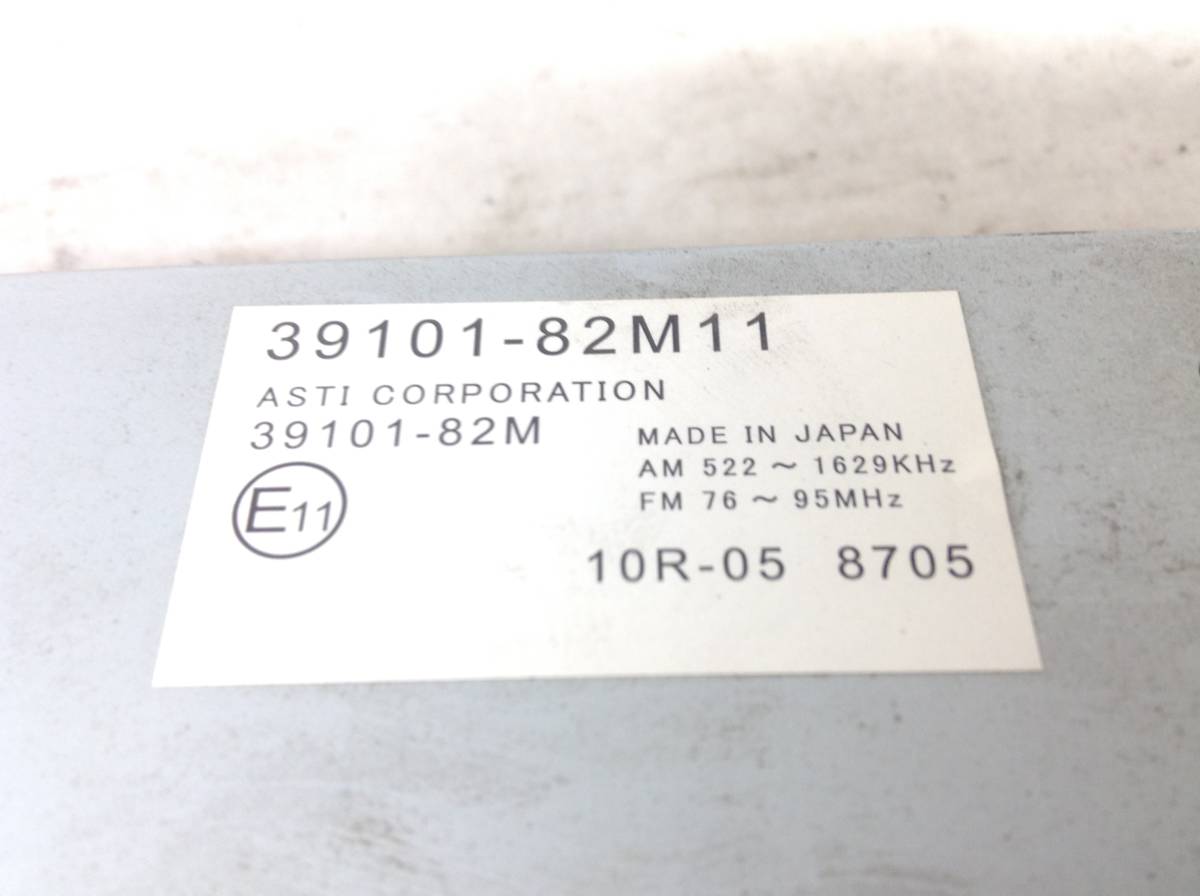 39101-82M11
ASTI CORPORATION
39101-82M
MADE IN JAPAN
AM 522 ~ 1629KHz
E11
FM 76 ~ 95MHz
10R-05 8705